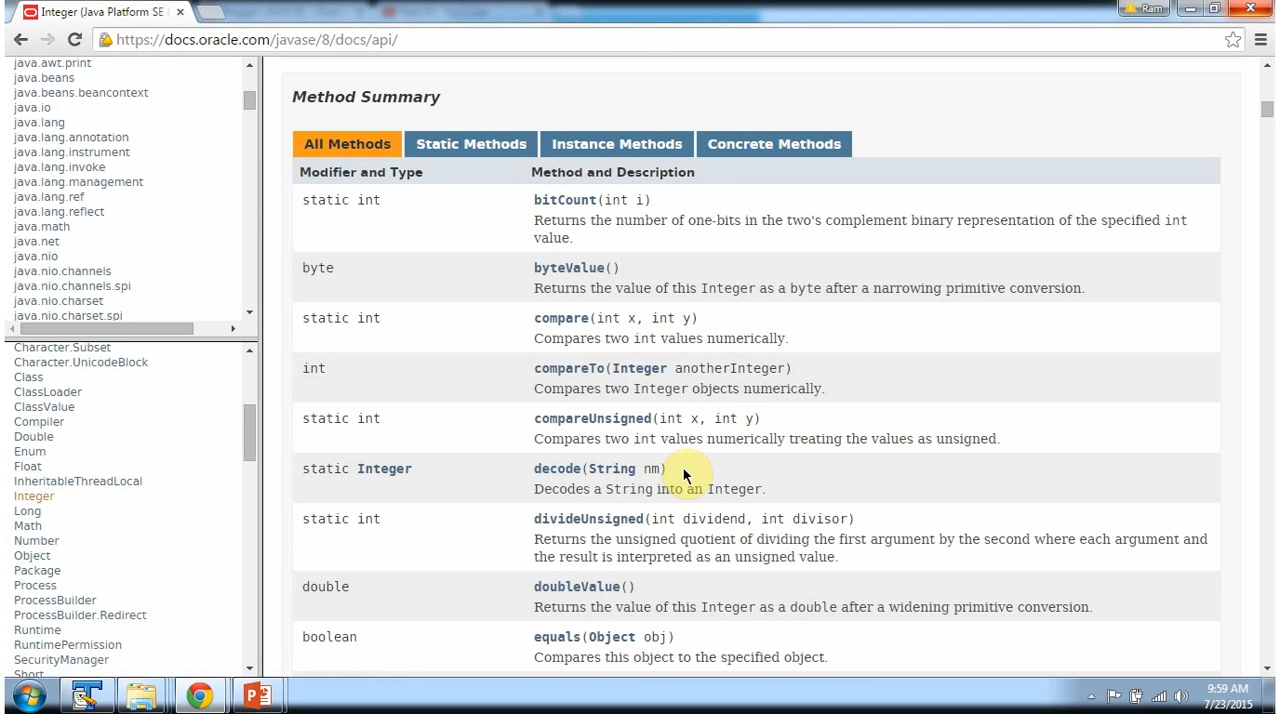 Integer (Java Platform SE
Ram
https://docs.oracle.com/javase/8/docs/api/
java.awt.print
java.beans
java.beans.beancontext
java.io
java.lang
java.lang.annotation
java.lang.instrument
java.lang.invoke
java.lang.management
java.lang.ref
java.lang.reflect
java.math
java.net
java.nio
java.nio.channels
java.nio.channels.spi
java.nio.charset
java.nio.charset.spi
Character.Subset
Character.UnicodeBlock
Class
ClassLoader
ClassValue
Compiler
Double
Enum
Float
InheritableThreadLocal
Integer
Long
Math
Number
Object
Package
Process
ProcessBuilder
ProcessBuilder.Redirect
Runtime
RuntimePermission
SecurityManager
Short
Method Summary
All Methods Static Methods Instance Methods Concrete Methods
Modifier and Type Method and Description
static int bitCount(int i)
Returns the number of one-bits in the two's complement binary representation of the specified int
value.
byte byteValue()
Returns the value of this Integer as a byte after a narrowing primitive conversion.
static int compare(int x, int y)
Compares two int values numerically.
int compareTo(Integer anotherInteger)
Compares two Integer objects numerically.
static int compareUnsigned(int x, int y)
Compares two int values numerically treating the values as unsigned.
static Integer decode(String nm)
Decodes a String into an Integer.
static int divideUnsigned(int dividend, int divisor)
Returns the unsigned quotient of dividing the first argument by the second where each argument and
the result is interpreted as an unsigned value.
double doubleValue()
Returns the value of this Integer as a double after a widening primitive conversion.
boolean equals(Object obj)
Compares this object to the specified object.
9:59 AM
7/23/2015